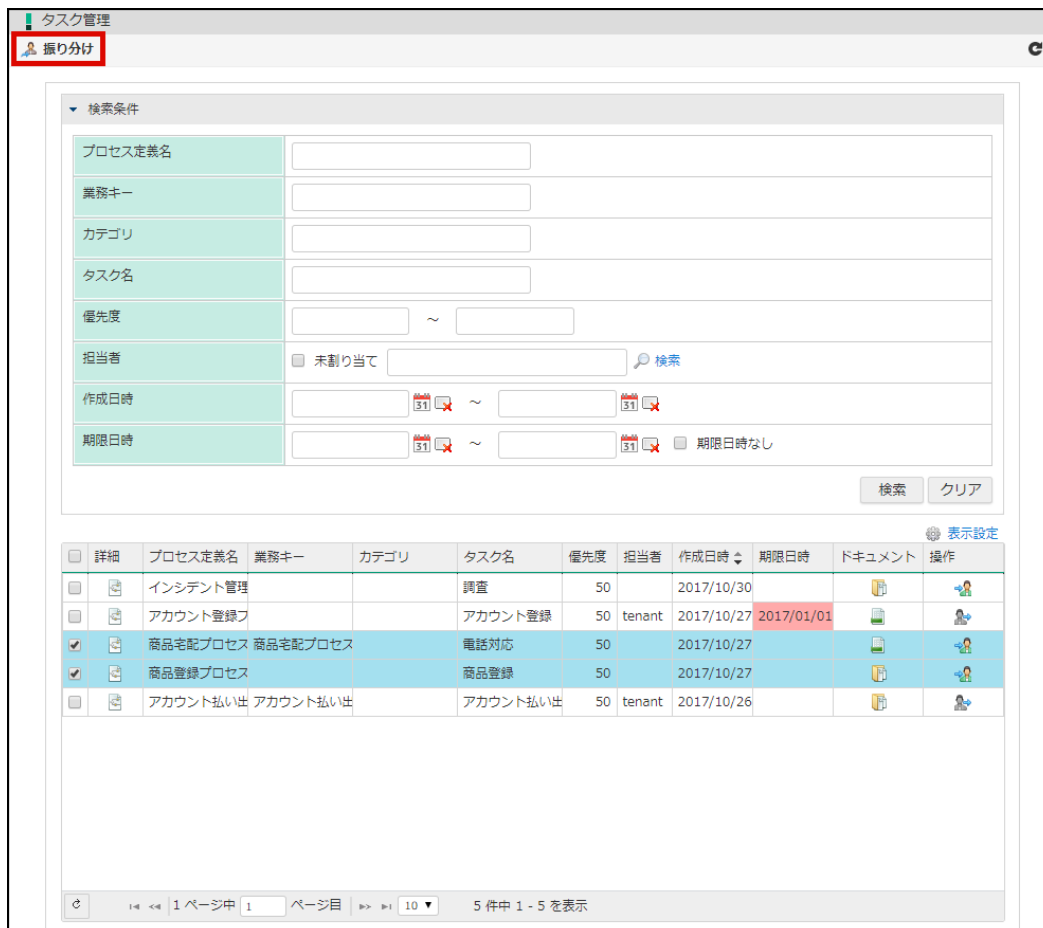 タスク管理
振り分け
検索条件
プロセス定義名
業務キー
カテゴリ
タスク名
優先度 ～
担当者 未割り当て 検索
作成日時 31 ～ 31
期限日時 31 ～ 31 期限日時なし
検索 クリア
表示設定
詳細 プロセス定義名 業務キー カテゴリ タスク名 優先度 担当者 作成日時 期限日時 ドキュメント 操作
インシデント管理 調査 50 2017/10/30
アカウント登録フ アカウント登録 50 tenant 2017/10/27 2017/01/01
商品宅配プロセス 商品宅配プロセス 電話対応 50 2017/10/27
商品登録プロセス 商品登録 50 2017/10/27
アカウント払い出 アカウント払い出 アカウント払い出 50 tenant 2017/10/26
1 ページ中 1 ページ目 10 5 件中 1 - 5 を表示